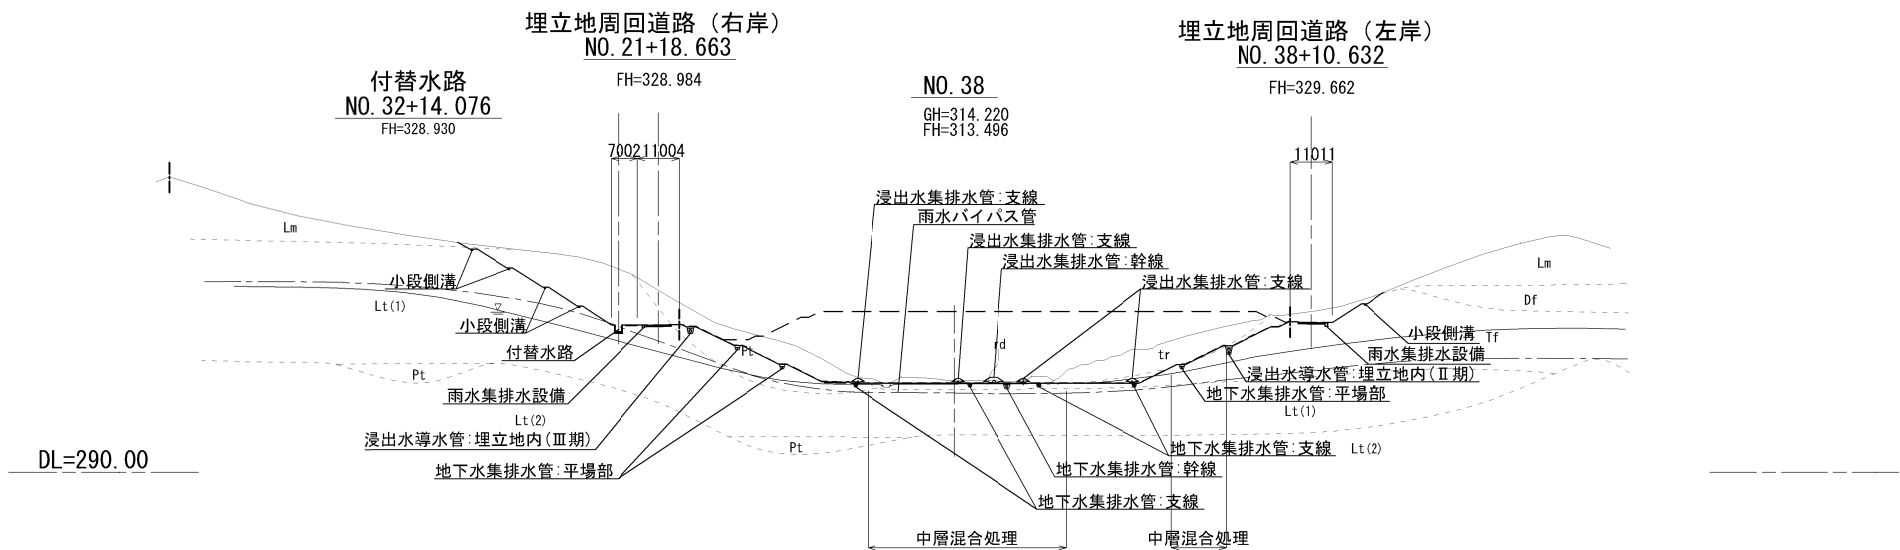 埋立地周回道路（右岸）
NO.21+18.663
FH=328.984
埋立地周回道路（左岸）
NO.38+10.632
FH=329.662
付替水路
NO.32+14.076
FH=328.930
NO.38
GH=314.220
FH=313.496
7002
11004
11011
浸出水集排水管:支線
雨水バイパス管
浸出水集排水管:支線
浸出水集排水管:幹線
浸出水集排水管:支線
Lm
Lm
小段側溝
Lt(1)
小段側溝
付替水路
Pt
rd
tr
Df
Tf
小段側溝
雨水集排水設備
浸出水導水管:埋立地内(Ⅱ期)
地下水集排水管:平場部
Lt(1)
Pt
雨水集排水設備
Lt(2)
浸出水導水管:埋立地内(Ⅲ期)
地下水集排水管:平場部
Pt
地下水集排水管:支線
Lt(2)
地下水集排水管:幹線
地下水集排水管:支線
DL=290.00
中層混合処理
中層混合処理